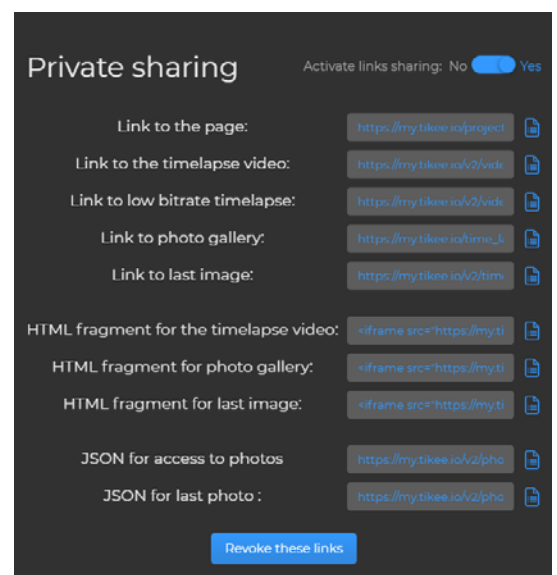 Private sharing
Activate links sharing: No Yes
Link to the page: https://my.tikee.io/project
Link to the timelapse video: https://my.tikee.io/v2/vide
Link to low bitrate timelapse: https://my.tikee.io/v2/vide
Link to photo gallery: https://my.tikee.io/time_l
Link to last image: https://my.tikee.io/v2/time
HTML fragment for the timelapse video: <iframe src="https://my.ti
HTML fragment for photo gallery: <iframe src="https://my.ti
HTML fragment for last image: <iframe src="https://my.ti
JSON for access to photos https://my.tikee.io/v2/pho
JSON for last photo : https://my.tikee.io/v2/pho
Revoke these links